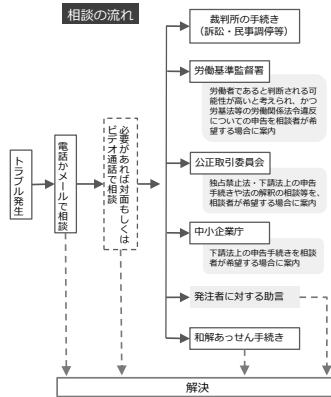 相談の流れ
トラブル発生
電話かメールで相談
必要があれば対面もしくは
ビデオ通話で相談
裁判所の手続き
（訴訟・民事調停等）
労働基準監督署
労働者であると判断される可
能性が高いと考えられ、かつ
労基法等の労働関係法令違反
についての申告を相談者が希
望する場合に案内
公正取引委員会
独占禁止法・下請法上の申告
手続きや法の解釈の相談等を、
相談者が希望する場合に案内
中小企業庁
下請法上の申告手続きを相談
者が希望する場合に案内
発注者に対する助言
和解あっせん手続き
解決